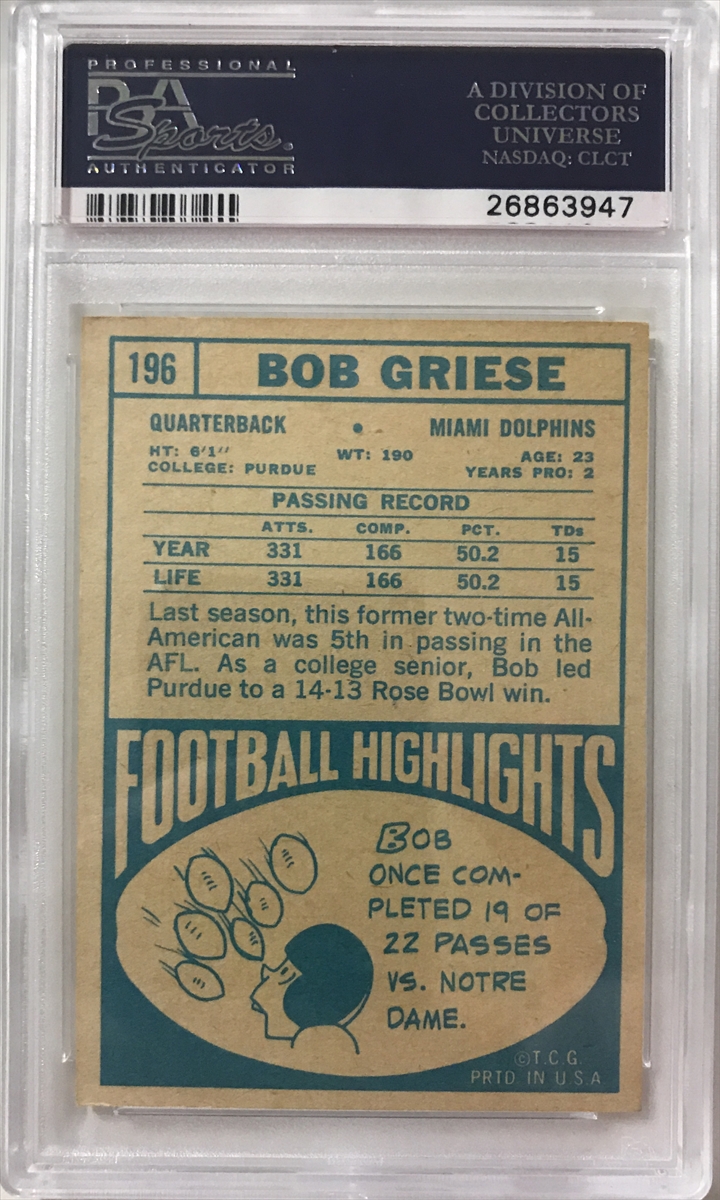 PROFESSIONAL
PSA
Sports.
AUTHENTICATOR
A DIVISION OF
COLLECTORS
UNIVERSE
NASDAQ: CLCT
26863947
196 BOB GRIESE
QUARTERBACK • MIAMI DOLPHINS
HT: 6'1" WT: 190 AGE: 23
COLLEGE: PURDUE YEARS PRO: 2
PASSING RECORD
ATTS. COMP. PCT. TDs
YEAR 331 166 50.2 15
LIFE 331 166 50.2 15
Last season, this former two-time All-
American was 5th in passing in the
AFL. As a college senior, Bob led
Purdue to a 14-13 Rose Bowl win.
FOOTBALL HIGHLIGHTS
BOB
ONCE COM-
PLETED 19 OF
22 PASSES
VS. NOTRE
DAME.
©T.C.G.
PRTD. IN U.S.A